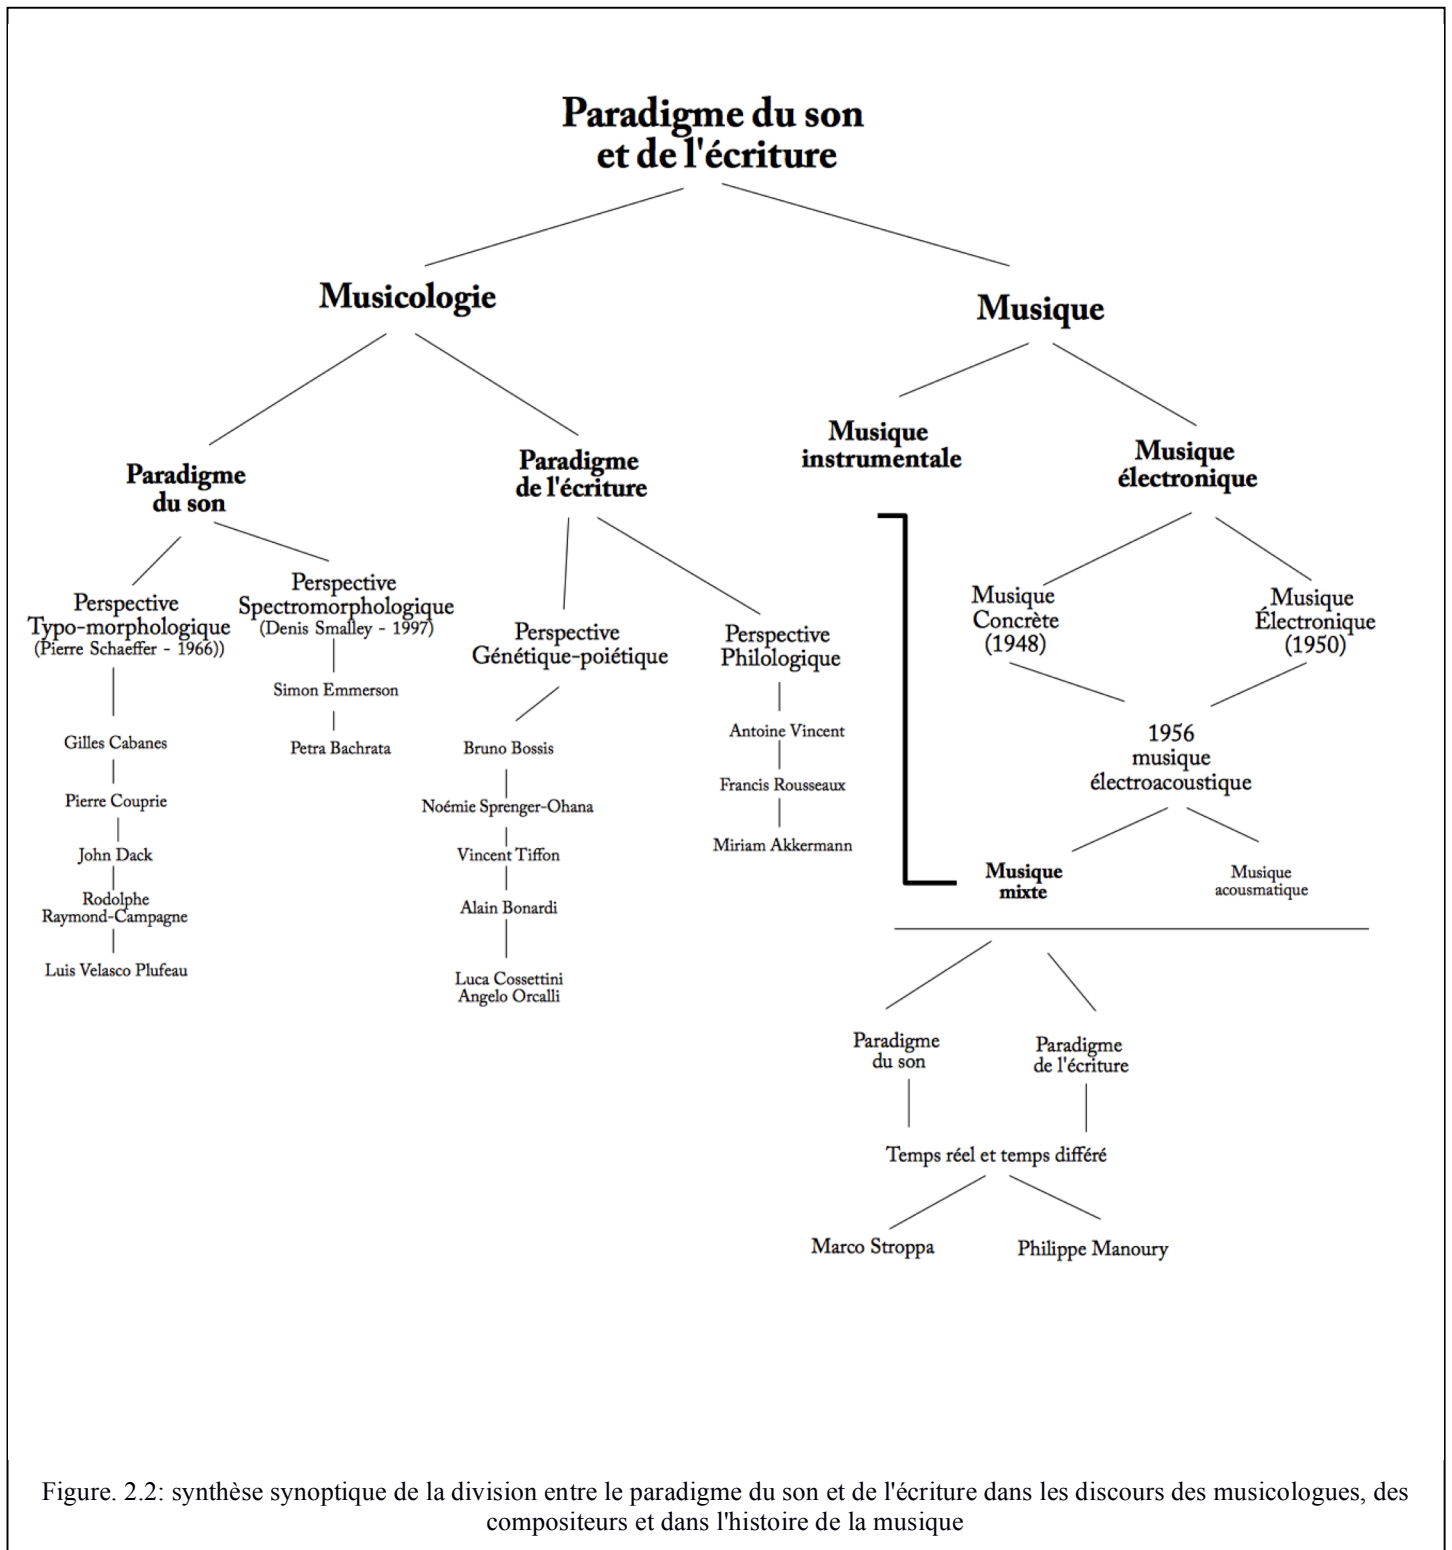 Paradigme du son
et de l'écriture
Musicologie
Musique
Paradigme
du son
Paradigme
de l'écriture
Musique
instrumentale
Musique
électronique
Perspective
Typo-morphologique
(Pierre Schaeffer - 1966))
Perspective
Spectromorphologique
(Denis Smalley - 1997)
Perspective
Génétique-poiétique
Perspective
Philologique
Musique
Concrète
(1948)
Musique
Électronique
(1950)
Gilles Cabanes
Pierre Couprie
John Dack
Rodolphe
Raymond-Campagne
Luis Velasco Plufeau
Simon Emmerson
Petra Bachrata
Bruno Bossis
Noémie Sprenger-Ohana
Vincent Tiffon
Alain Bonardi
Luca Cossettini
Angelo Orcalli
Antoine Vincent
Francis Rousseaux
Miriam Akkermann
1956
musique
électroacoustique
Musique
mixte
Musique
acousmatique
Paradigme
du son
Paradigme
de l'écriture
Temps réel et temps différé
Marco Stroppa
Philippe Manoury
Figure. 2.2: synthèse synoptique de la division entre le paradigme du son et de l'écriture dans les discours des musicologues, des
compositeurs et dans l'histoire de la musique